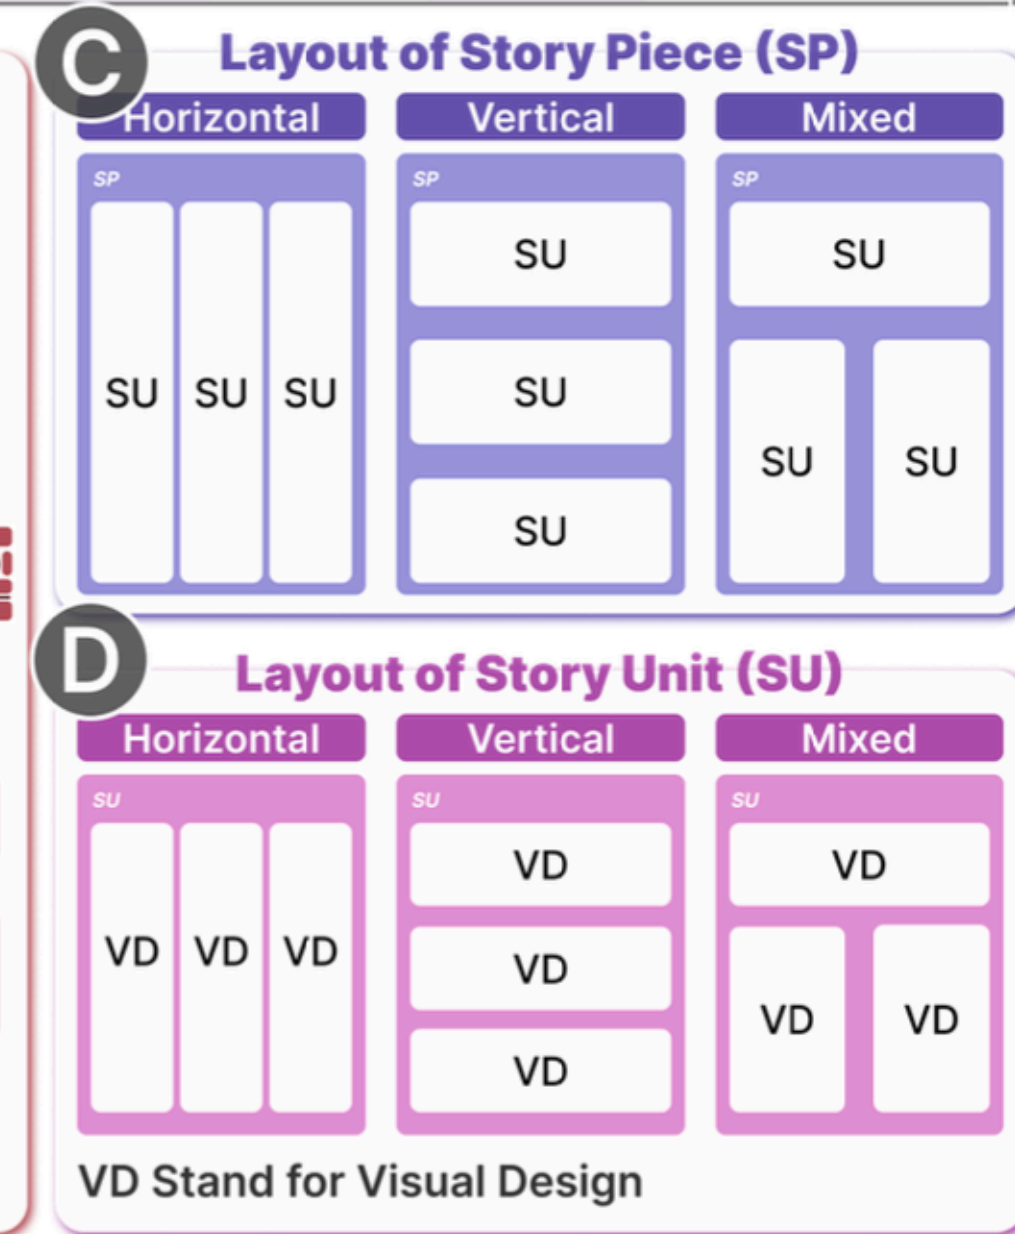 C
Layout of Story Piece (SP)
Horizontal Vertical Mixed
SP SP SP
SU SU SU
SU
SU
SU
SU
SU SU
D
Layout of Story Unit (SU)
Horizontal Vertical Mixed
SU SU SU
VD VD VD
VD
VD
VD
VD
VD VD
VD Stand for Visual Design